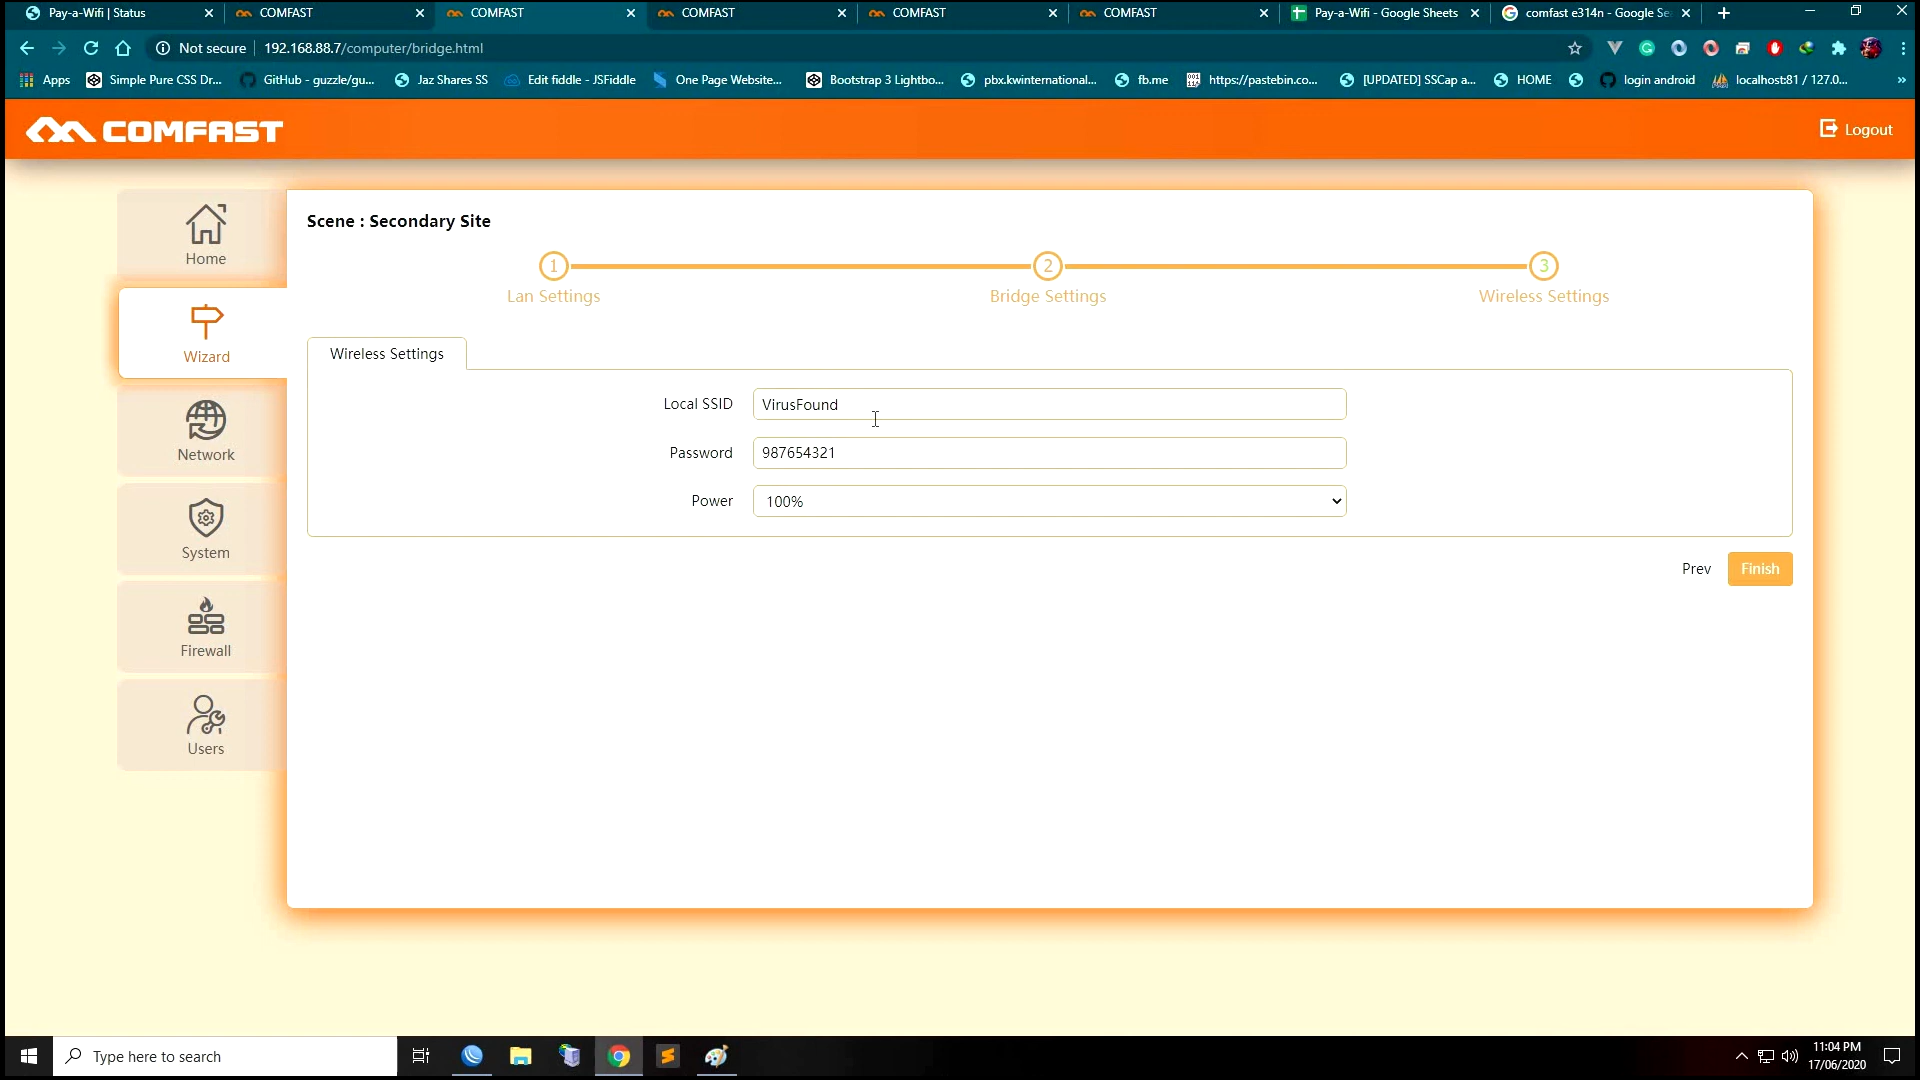 Pay-a-Wifi | Status
COMFAST
COMFAST
COMFAST
COMFAST
COMFAST
Pay-a-Wifi - Google Sheets
comfast e314n - Google Se
Not secure
192.168.88.7/computer/bridge.html
Apps
Simple Pure CSS Dr...
GitHub - guzzle/gu...
Jaz Shares SS
Edit fiddle - JSFiddle
One Page Website...
Bootstrap 3 Lightbo...
pbx.kwinternational...
fb.me
https://pastebin.co...
[UPDATED] SSCap a...
HOME
login android
localhost:81 / 127.0...
COMFAST
Logout
Home
Wizard
Network
System
Firewall
Users
Scene : Secondary Site
1
2
3
Lan Settings
Bridge Settings
Wireless Settings
Wireless Settings
Local SSID
VirusFound
Password
987654321
Power
100%
Prev
Finish
Type here to search
11:04 PM
17/06/2020